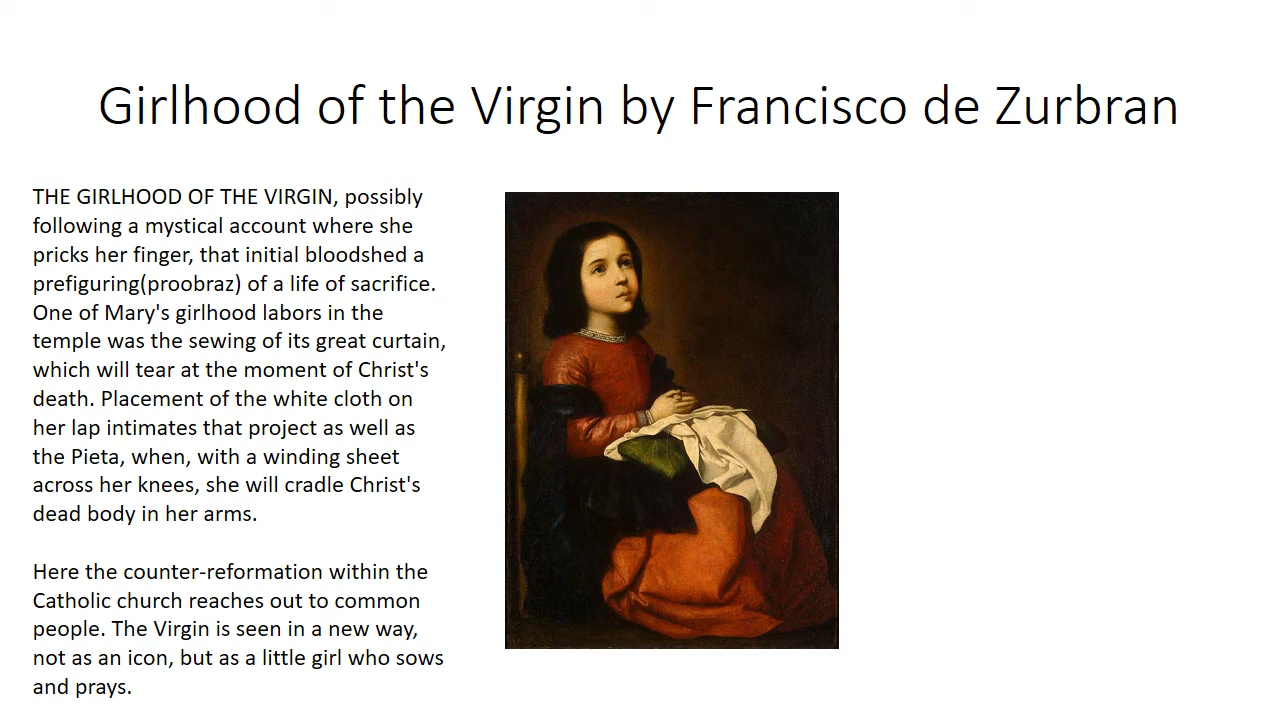 Girlhood of the Virgin by Francisco de Zurbran
THE GIRLHOOD OF THE VIRGIN, possibly
following a mystical account where she
pricks her finger, that initial bloodshed a
prefiguring(proobraz) of a life of sacrifice.
One of Mary's girlhood labors in the
temple was the sewing of its great curtain,
which will tear at the moment of Christ's
death. Placement of the white cloth on
her lap intimates that project as well as
the Pieta, when, with a winding sheet
across her knees, she will cradle Christ's
dead body in her arms.
Here the counter-reformation within the
Catholic church reaches out to common
people. The Virgin is seen in a new way,
not as an icon, but as a little girl who sows
and prays.